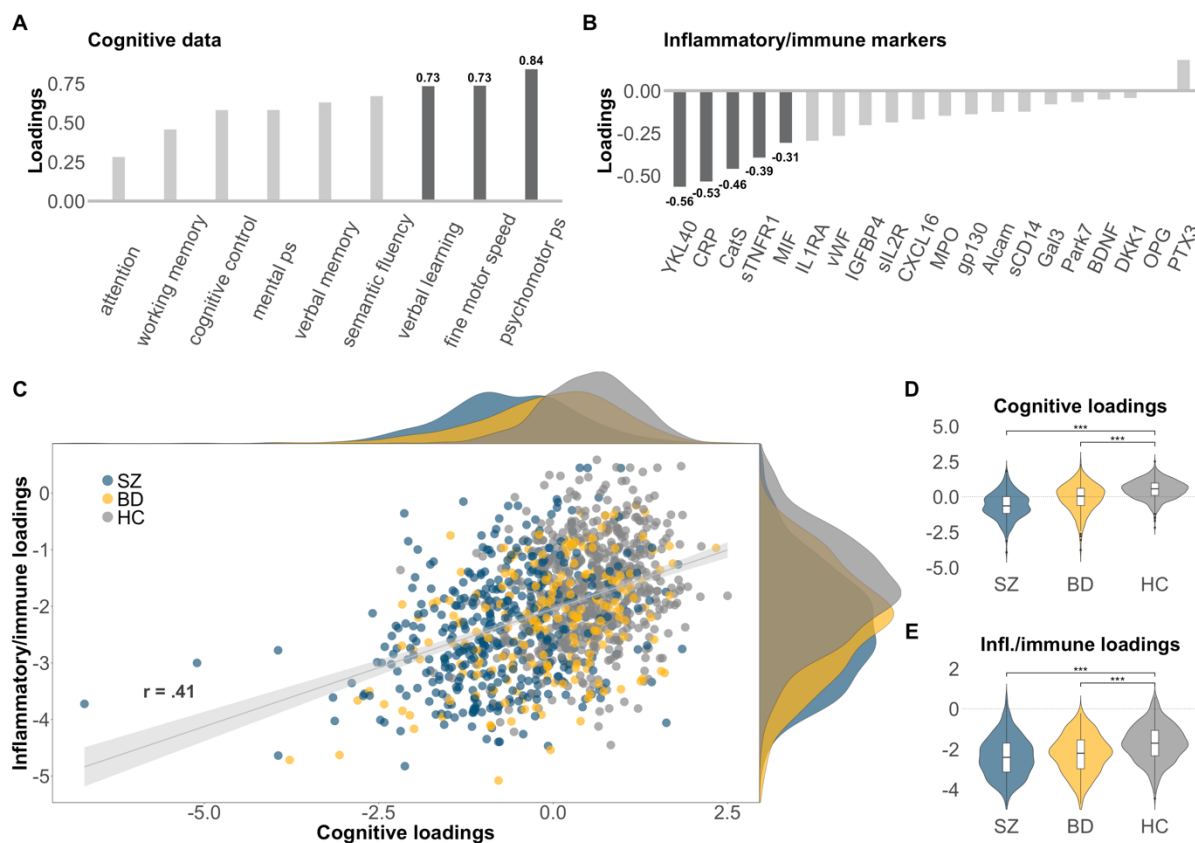 A
Cognitive data
Loadings
0.75
0.50
0.25
0.00
0.73
0.73
0.84
attention
working memory
cognitive control
mental ps
verbal memory
semantic fluency
verbal learning
fine motor speed
psychomotor ps
B
Inflammatory/immune markers
Loadings
0.00
-0.25
-0.50
-0.56
-0.53
-0.46
-0.39
-0.31
YKL40
CRP
CatS
sTNFR1
MIF
IL1RA
vWF
IGFBP4
sIL2R
CXCL16
MPO
gp130
Alcam
sCD14
Gal3
Park7
BDNF
DKK1
OPG
PTX3
C
Inflammatory/immune loadings
SZ
BD
HC
0
-1
-2
-3
-4
-5
r = .41
-5.0
-2.5
0.0
2.5
Cognitive loadings
D
Cognitive loadings
5.0
2.5
0.0
-2.5
-5.0
***
***
SZ
BD
HC
E
Infl./immune loadings
2
0
-2
-4
***
***
SZ
BD
HC